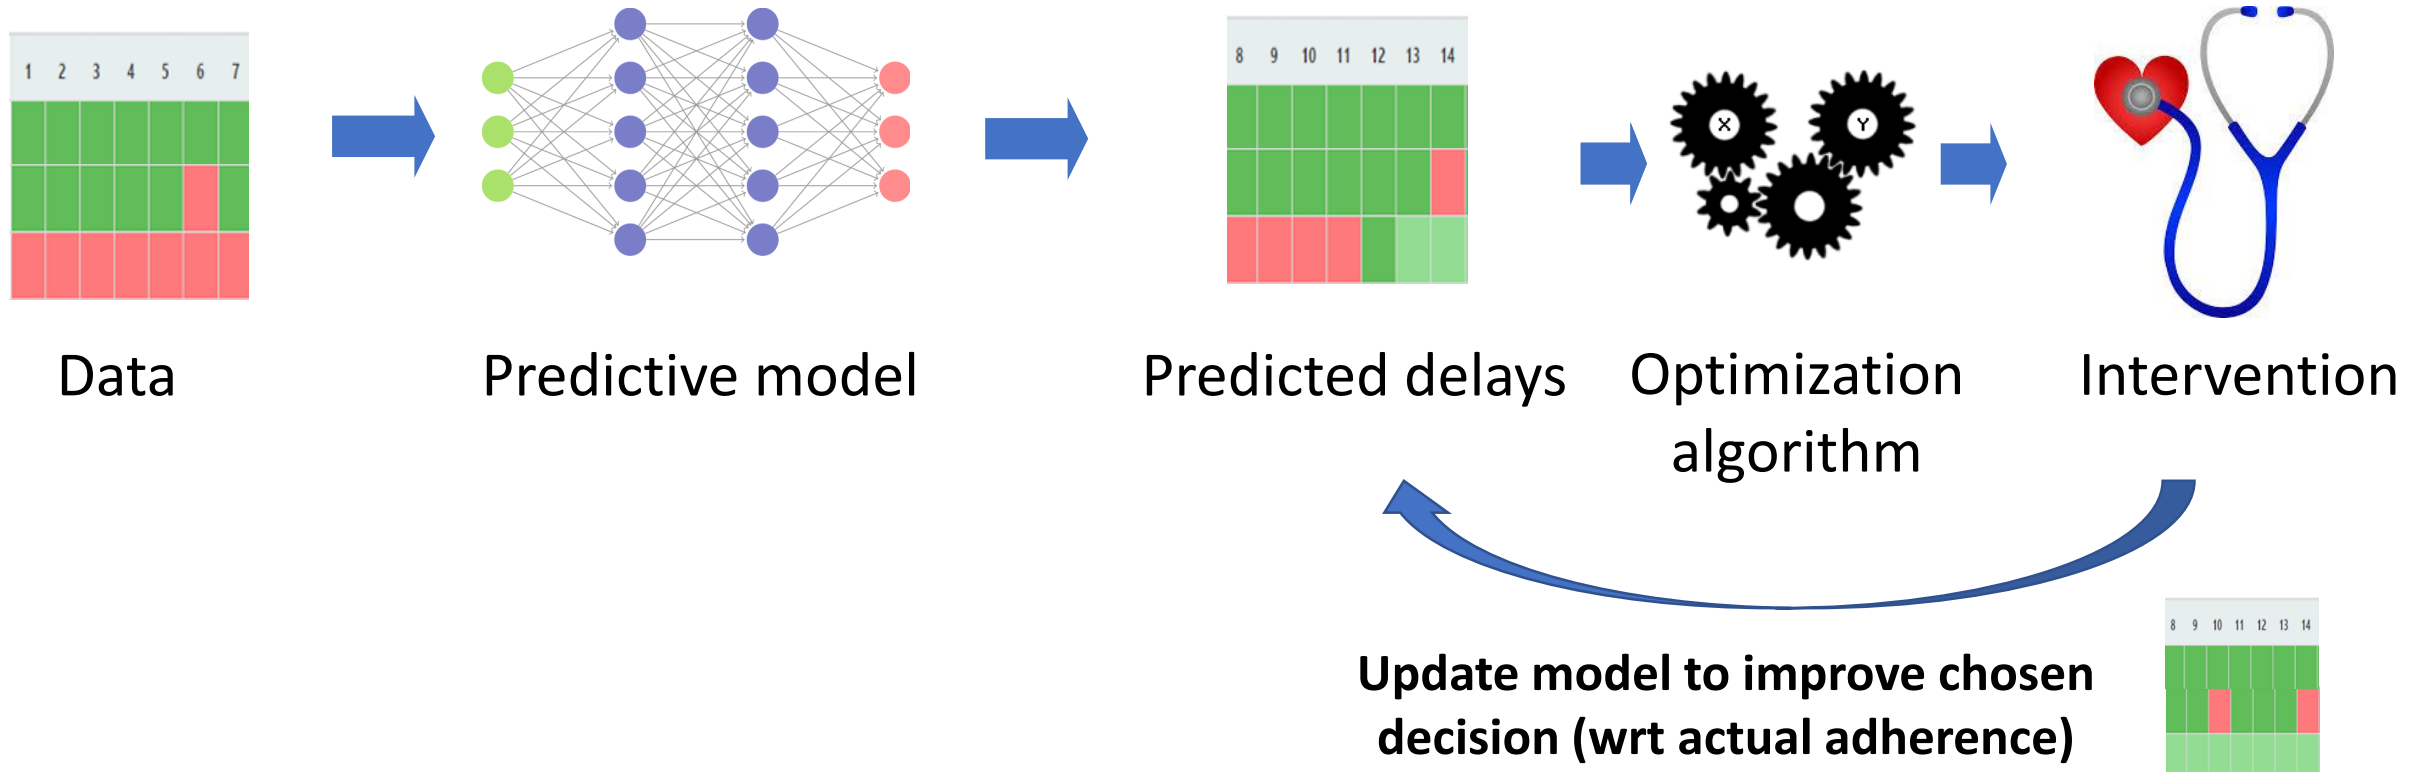 1 2 3 4 5 6 7
8 9 10 11 12 13 14
X Y
Data
Predictive model
Predicted delays
Optimization
algorithm
Intervention
Update model to improve chosen
decision (wrt actual adherence)
8 9 10 11 12 13 14